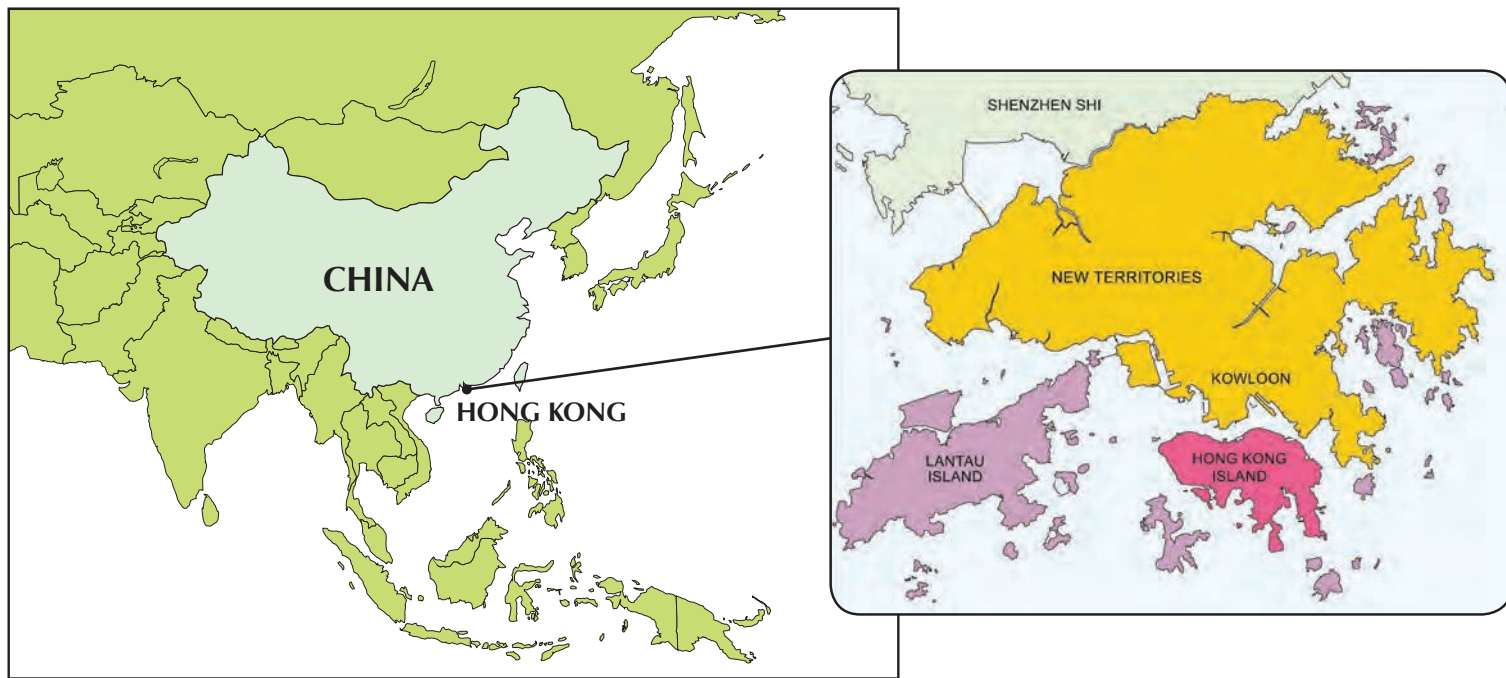 CHINA
HONG KONG
SHENZHEN SHI
NEW TERRITORIES
KOWLOON
LANTAU
ISLAND
HONG KONG
ISLAND